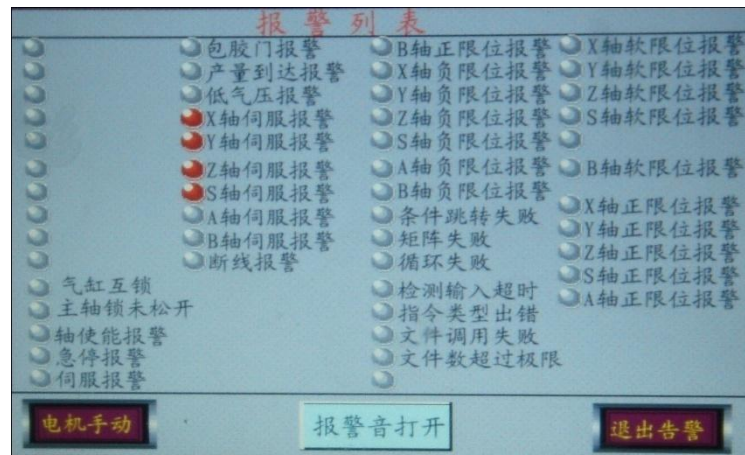 报警列表
气缸互锁
主轴锁未松开
轴使能报警
急停报警
伺服报警
包胶门报警
产量到达报警
低气压报警
X轴伺服报警
Y轴伺服报警
Z轴伺服报警
S轴伺服报警
A轴伺服报警
B轴伺服报警
断线报警
B轴正限位报警
X轴负限位报警
Y轴负限位报警
Z轴负限位报警
S轴负限位报警
A轴负限位报警
B轴负限位报警
条件跳转失败
矩阵失败
循环失败
检测输入超时
指令类型出错
文件调用失败
文件数超过极限
X轴软限位报警
Y轴软限位报警
Z轴软限位报警
S轴软限位报警
B轴软限位报警
X轴正限位报警
Y轴正限位报警
Z轴正限位报警
S轴正限位报警
A轴正限位报警
电机手动
报警音打开
退出告警